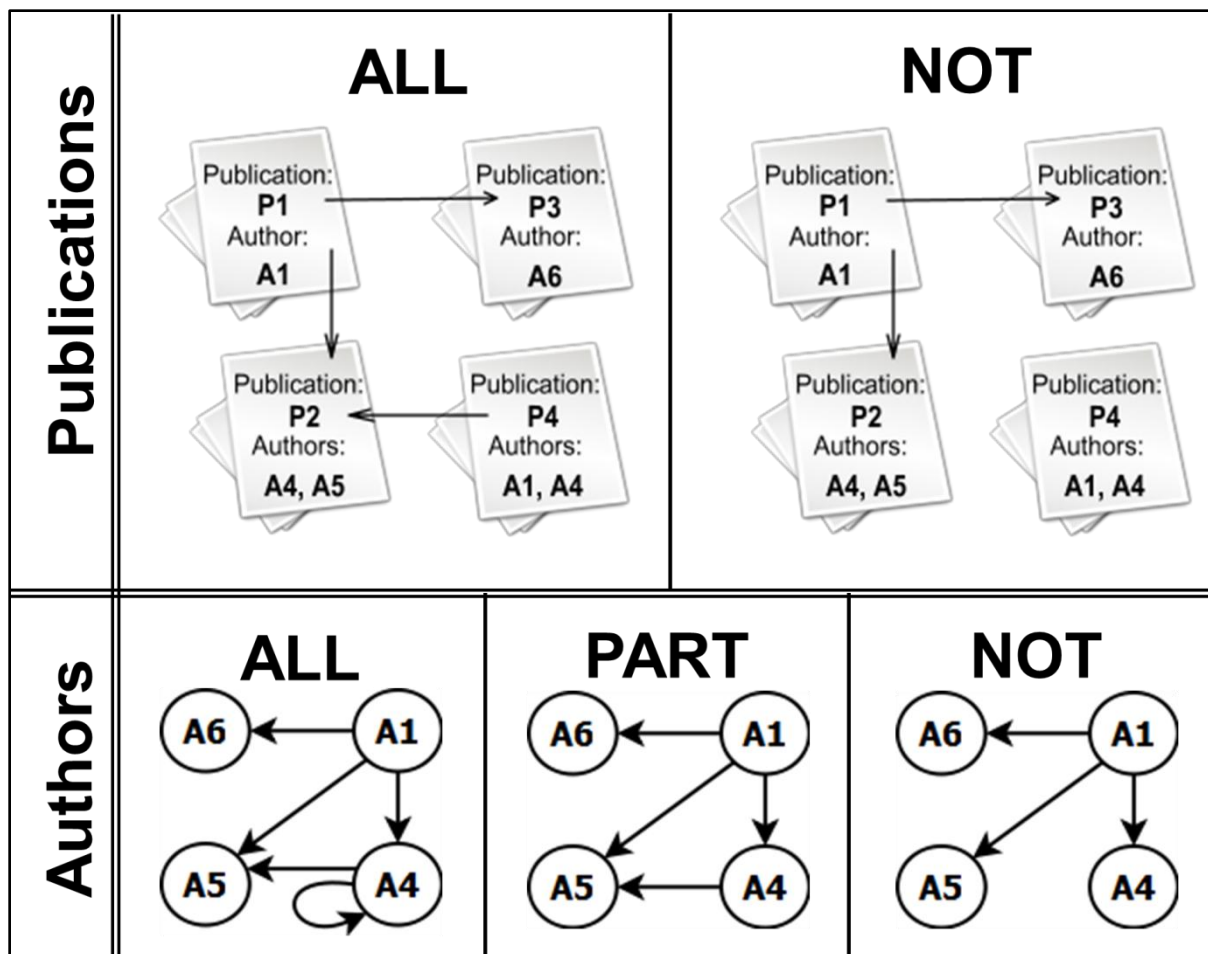 Publications
ALL
Publication:
P1
Author:
A1
Publication:
P3
Author:
A6
Publication:
P2
Authors:
A4, A5
Publication:
P4
Authors:
A1, A4
NOT
Publication:
P1
Author:
A1
Publication:
P3
Author:
A6
Publication:
P2
Authors:
A4, A5
Publication:
P4
Authors:
A1, A4
Authors
ALL
A6
A1
A5
A4
PART
A6
A1
A5
A4
NOT
A6
A1
A5
A4